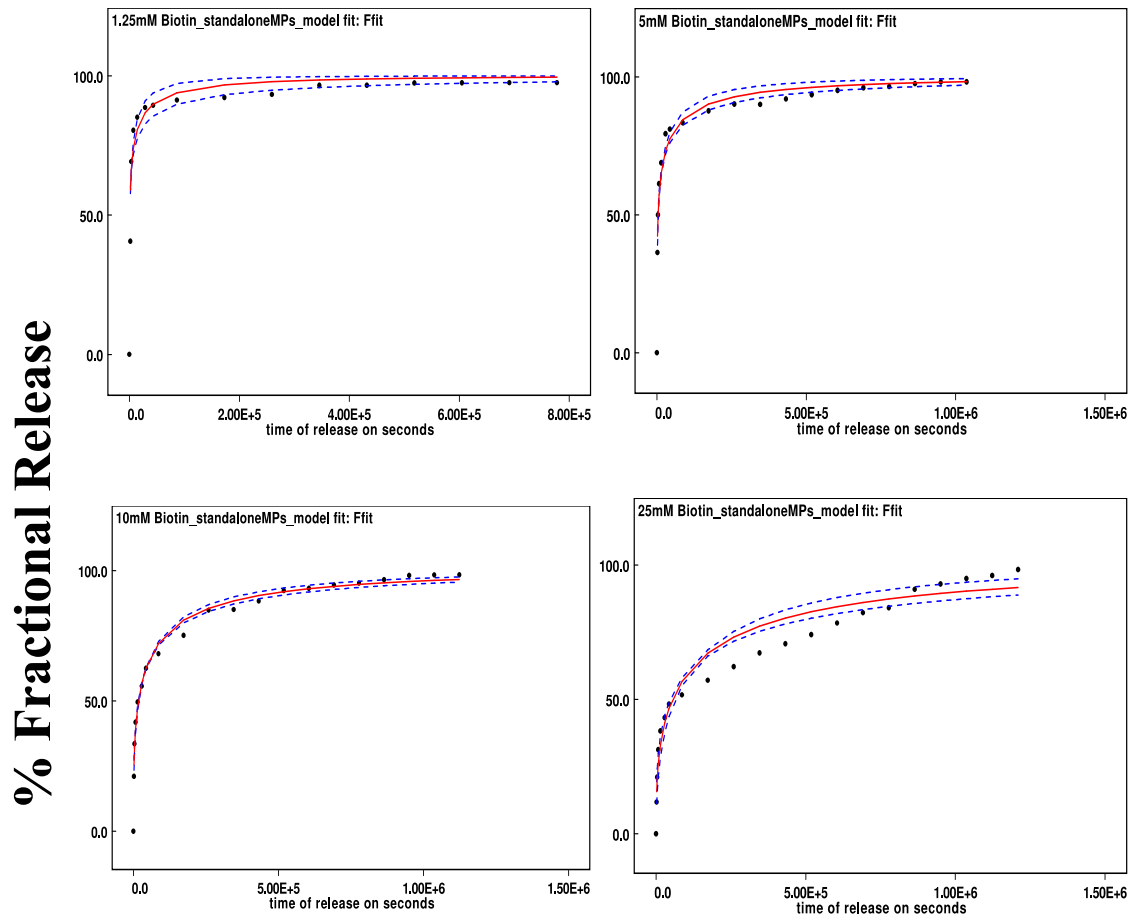 % Fractional Release
1.25mM Biotin_standaloneMPs_model fit: Ffit
100.0
50.0
0.0
0.0 2.00E+5 4.00E+5 6.00E+5 8.00E+5
time of release on seconds
5mM Biotin_standaloneMPs_model fit: Ffit
100.0
50.0
0.0
0.0 5.00E+5 1.00E+6 1.50E+6
time of release on seconds
10mM Biotin_standaloneMPs_model fit: Ffit
100.0
50.0
0.0
0.0 5.00E+5 1.00E+6 1.50E+6
time of release on seconds
25mM Biotin_standaloneMPs_model fit: Ffit
100.0
50.0
0.0
0.0 5.00E+5 1.00E+6 1.50E+6
time of release on seconds